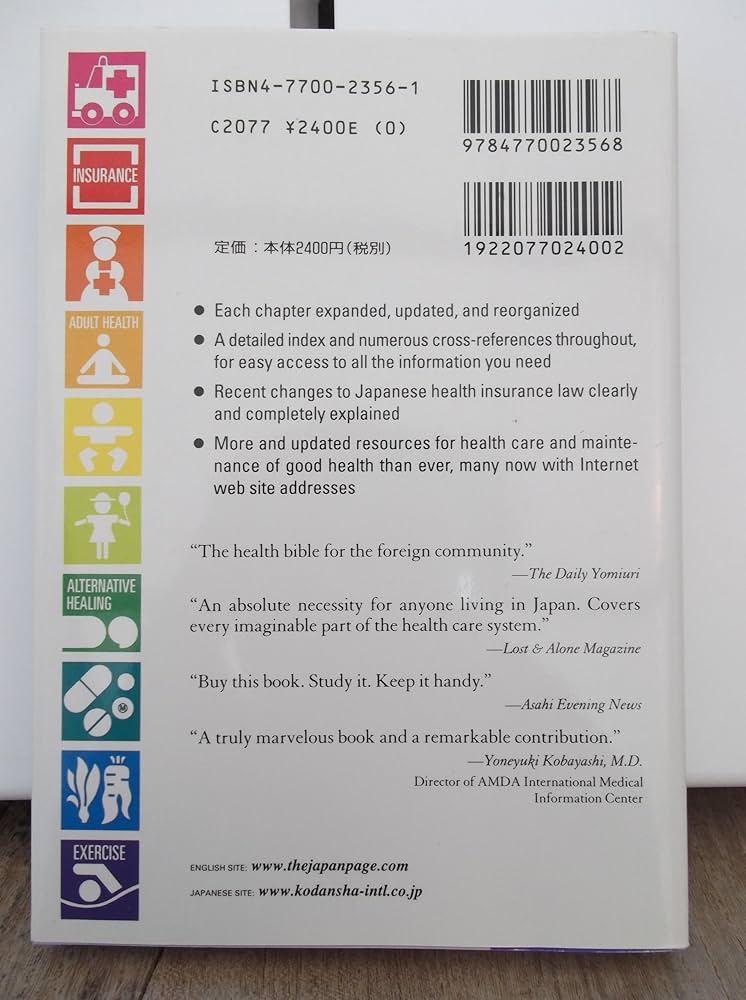 ISBN4-7700-2356-1
C2077 ¥2400E (0)
9784770023568
1922077024002
定価：本体2400円（税別）
INSURANCE
ADULT HEALTH
ALTERNATIVE
HEALING
M
EXERCISE
● Each chapter expanded, updated, and reorganized
● A detailed index and numerous cross-references throughout,
for easy access to all the information you need
● Recent changes to Japanese health insurance law clearly
and completely explained
● More and updated resources for health care and mainte-
nance of good health than ever, many now with Internet
web site addresses
“The health bible for the foreign community.”
—The Daily Yomiuri
“An absolute necessity for anyone living in Japan. Covers
every imaginable part of the health care system.”
—Lost & Alone Magazine
“Buy this book. Study it. Keep it handy.”
—Asahi Evening News
“A truly marvelous book and a remarkable contribution.”
—Yoneyuki Kobayashi, M.D.
Director of AMDA International Medical
Information Center
ENGLISH SITE: www.thejapanpage.com
JAPANESE SITE: www.kodansha-intl.co.jp